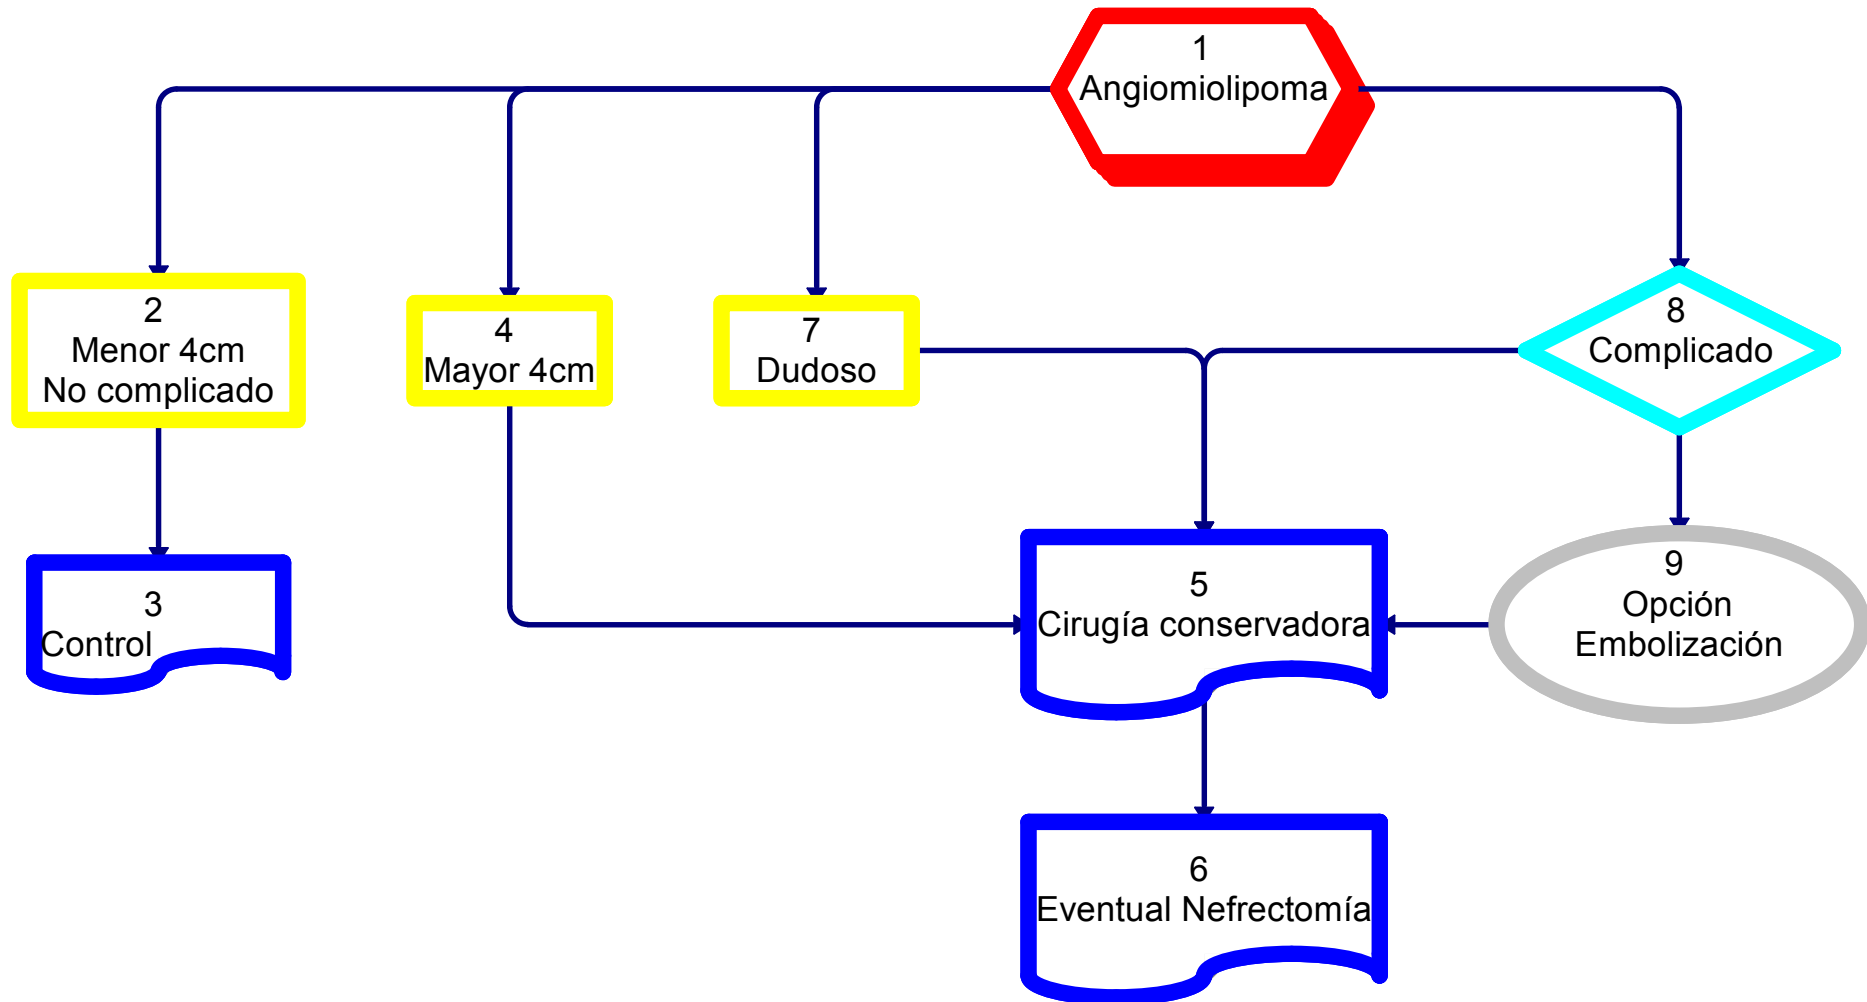 1
Angiomiolipoma
2
Menor 4cm
No complicado
4
Mayor 4cm
7
Dudoso
8
Complicado
3
Control
5
Cirugía conservadora
9
Opción
Embolización
6
Eventual Nefrectomía